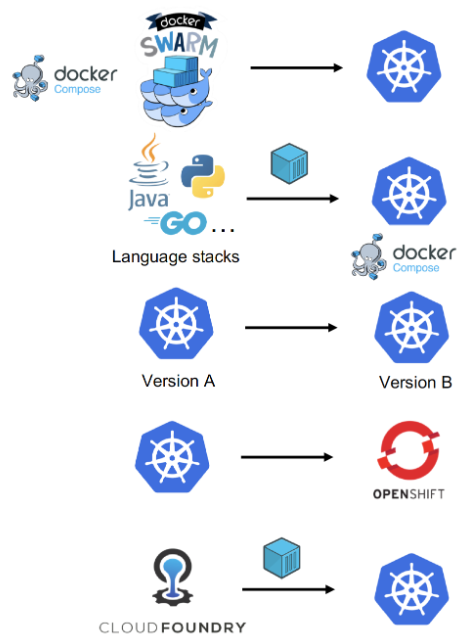 docker
SWARM
docker
Compose
Java
GO ...
Language stacks
docker
Compose
Version A
Version B
OPENSHIFT
CLOUDFOUNDRY